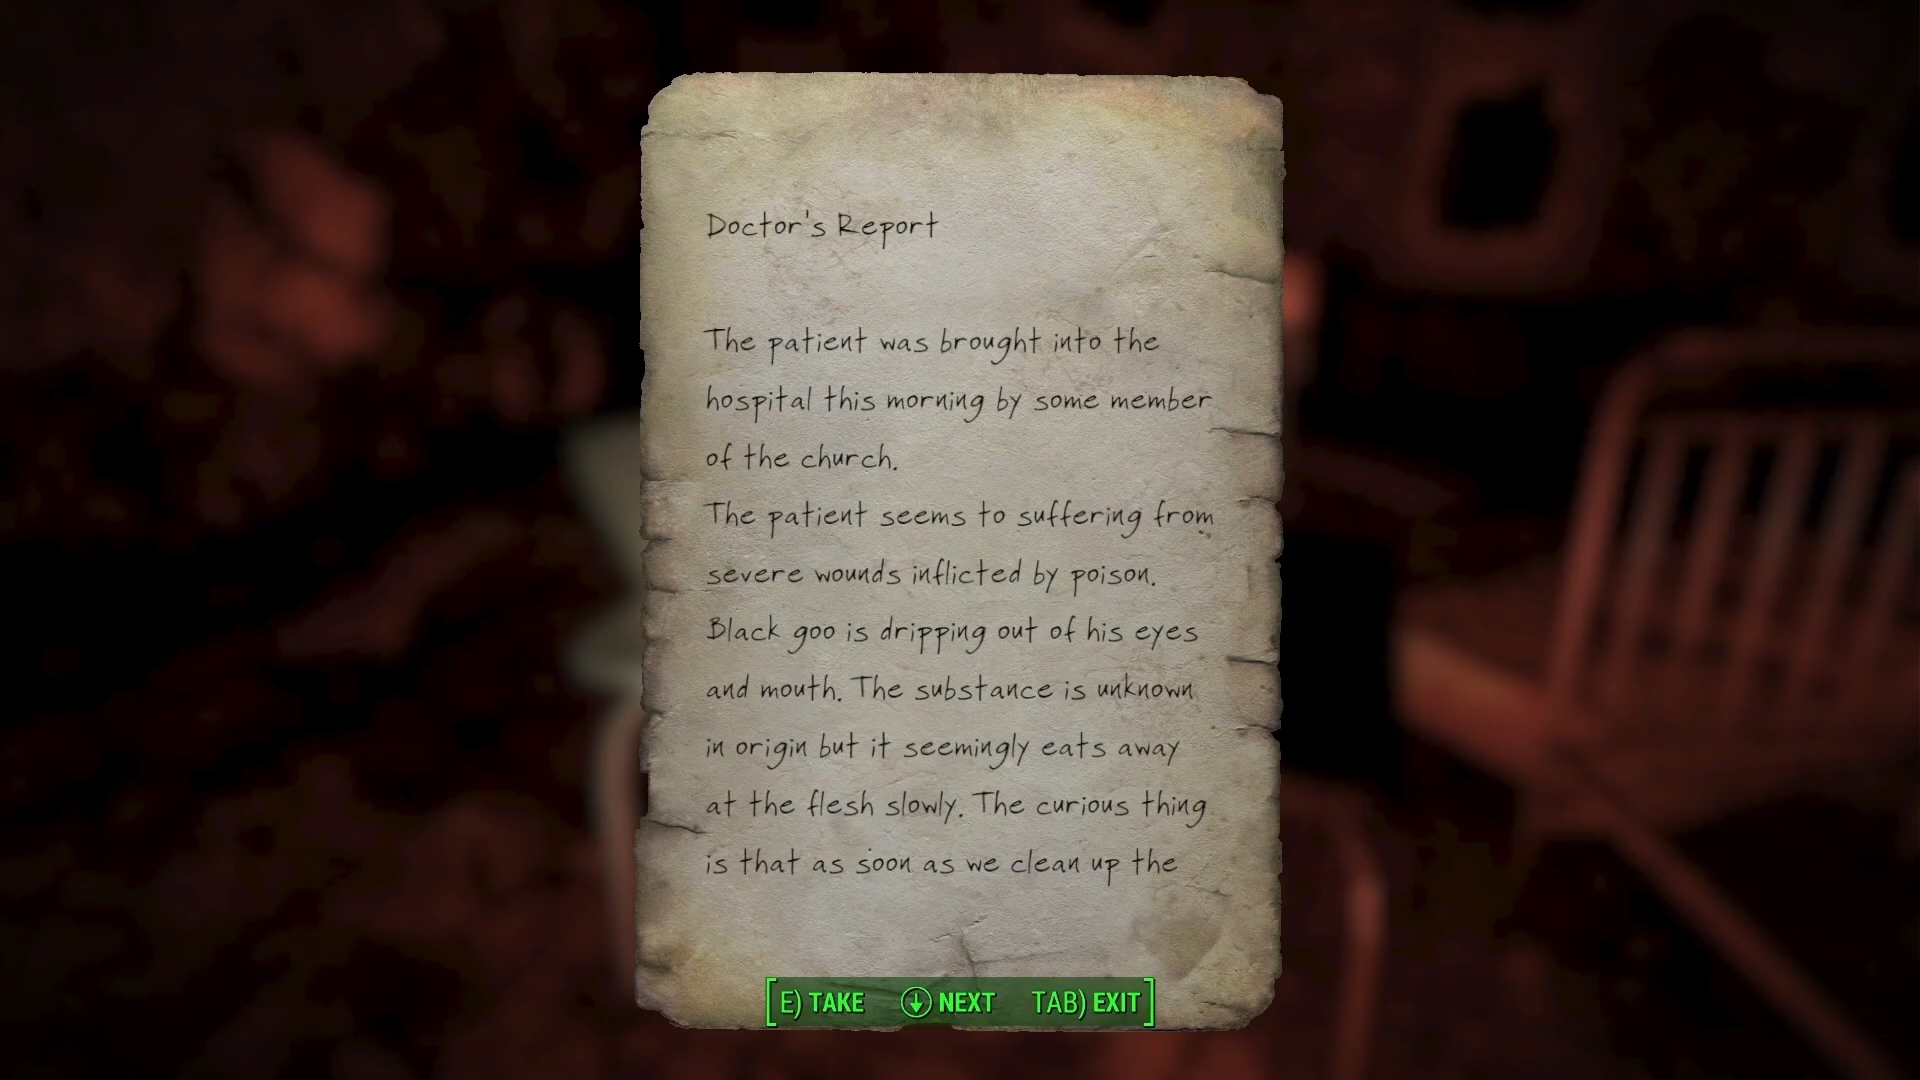 Doctor's Report
The patient was brought into the
hospital this morning by some member
of the church.
The patient seems to suffering from
severe wounds inflicted by poison.
Black goo is dripping out of his eyes
and mouth. The substance is unknown
in origin but it seemingly eats away
at the flesh slowly. The curious thing
is that as soon as we clean up the
E) TAKE NEXT TAB) EXIT